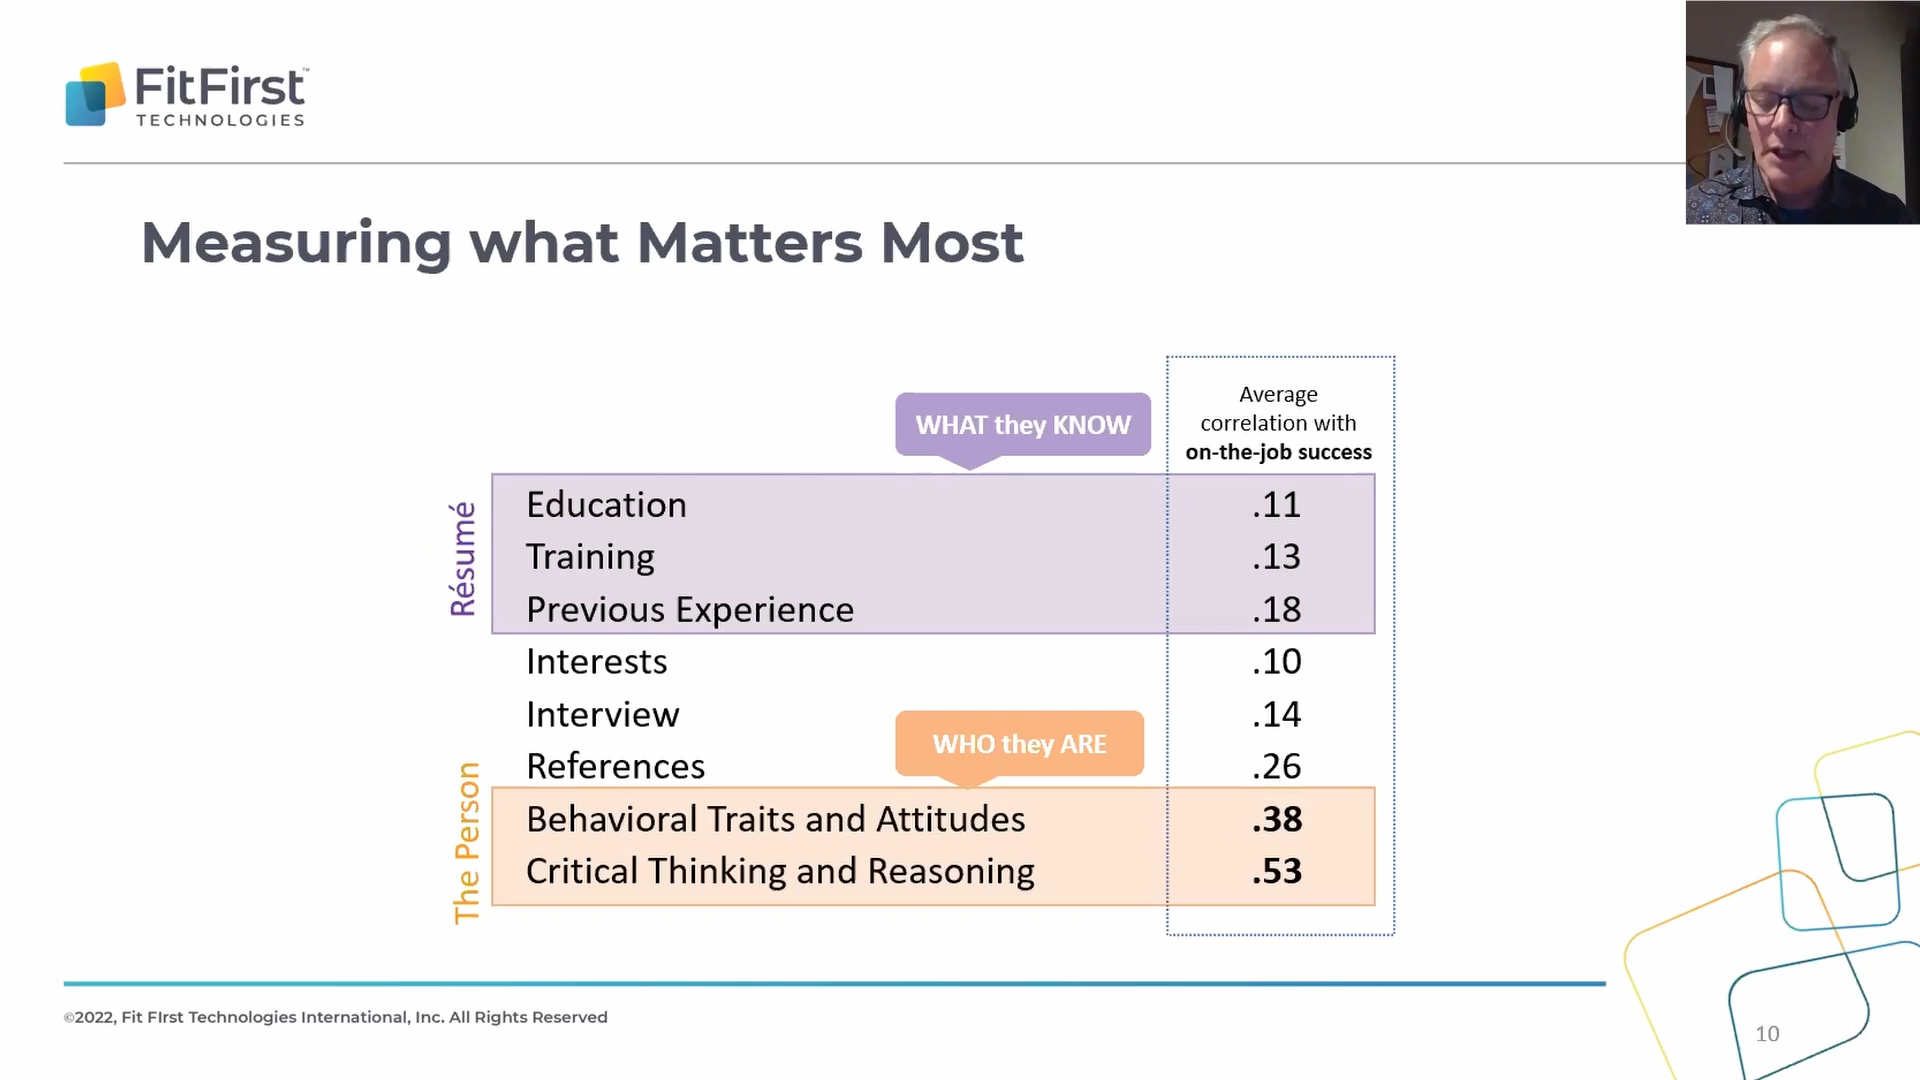 FitFirst™
TECHNOLOGIES
Measuring what Matters Most
WHAT they KNOW
Average
correlation with
on-the-job success
Résumé
Education .11
Training .13
Previous Experience .18
Interests .10
Interview .14
WHO they ARE
References .26
The Person
Behavioral Traits and Attitudes .38
Critical Thinking and Reasoning .53
©2022, Fit FIrst Technologies International, Inc. All Rights Reserved
10